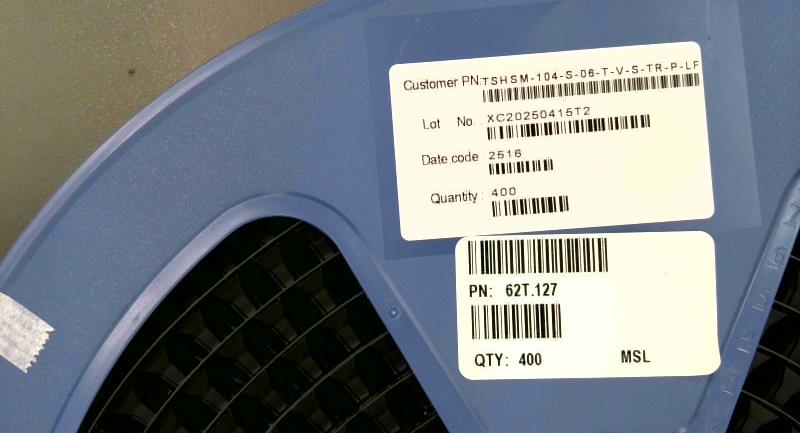 Customer PN: TSHSM-104-S-06-T-V-S-TR-P-LF
Lot No. XC20250415T2
Date code 2516
Quantity: 400
PN: 62T.127
QTY: 400 MSL